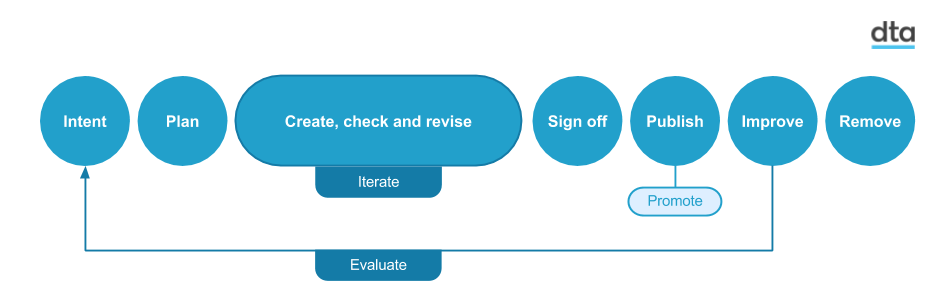 dta
Intent
Plan
Create, check and revise
Sign off
Publish
Improve
Remove
Iterate
Promote
Evaluate